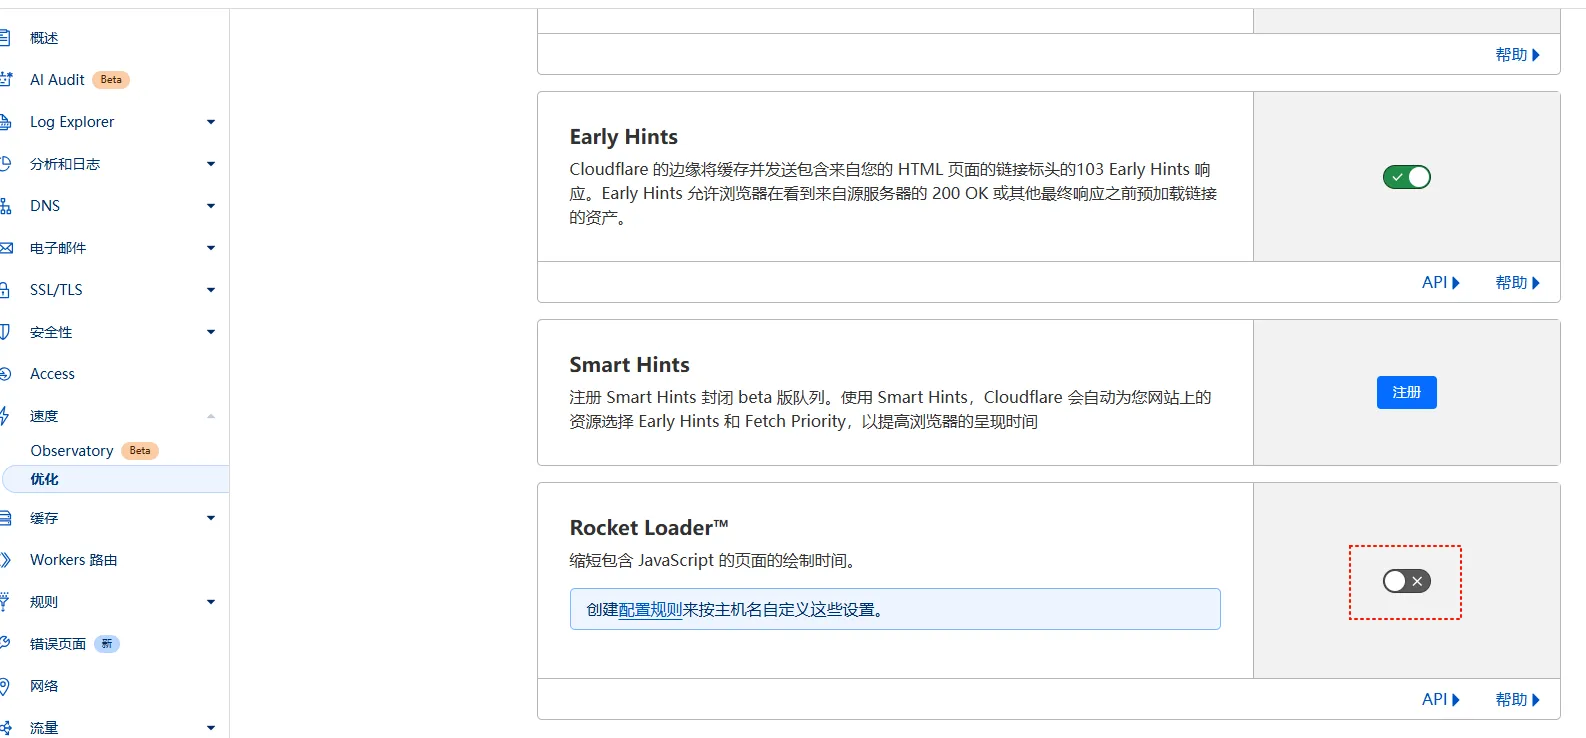 概述
AI Audit Beta
Log Explorer
分析和日志
DNS
电子邮件
SSL/TLS
安全性
Access
速度
Observatory Beta
优化
缓存
Workers 路由
规则
错误页面 新
网络
流量
帮助
Early Hints
Cloudflare 的边缘将缓存并发送包含来自您的 HTML 页面的链接标头的103 Early Hints 响
应。Early Hints 允许浏览器在看到来自源服务器的 200 OK 或其他最终响应之前预加载链接
的资产。
API 帮助
Smart Hints
注册 Smart Hints 封闭 beta 版队列。使用 Smart Hints，Cloudflare 会自动为您网站上的
资源选择 Early Hints 和 Fetch Priority，以提高浏览器的呈现时间
注册
Rocket Loader™
缩短包含 JavaScript 的页面的绘制时间。
创建配置规则来按主机名自定义这些设置。
API 帮助